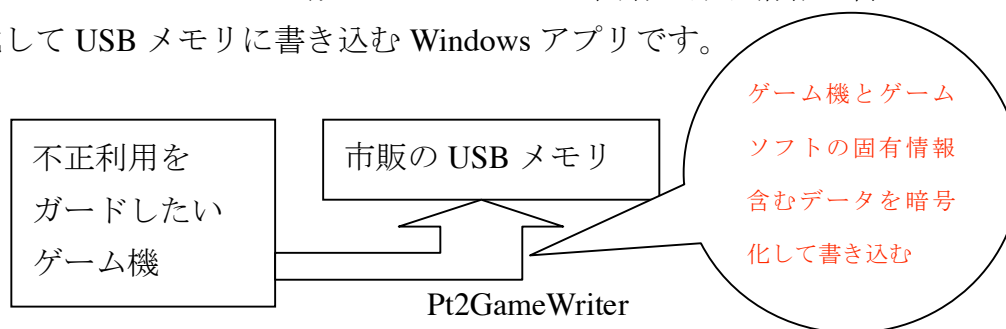 して USB メモリに書き込む Windows アプリです。
不正利用を
ガードしたい
ゲーム機
市販の USB メモリ
ゲーム機とゲーム
ソフトの固有情報
含むデータを暗号
化して書き込む
Pt2GameWriter